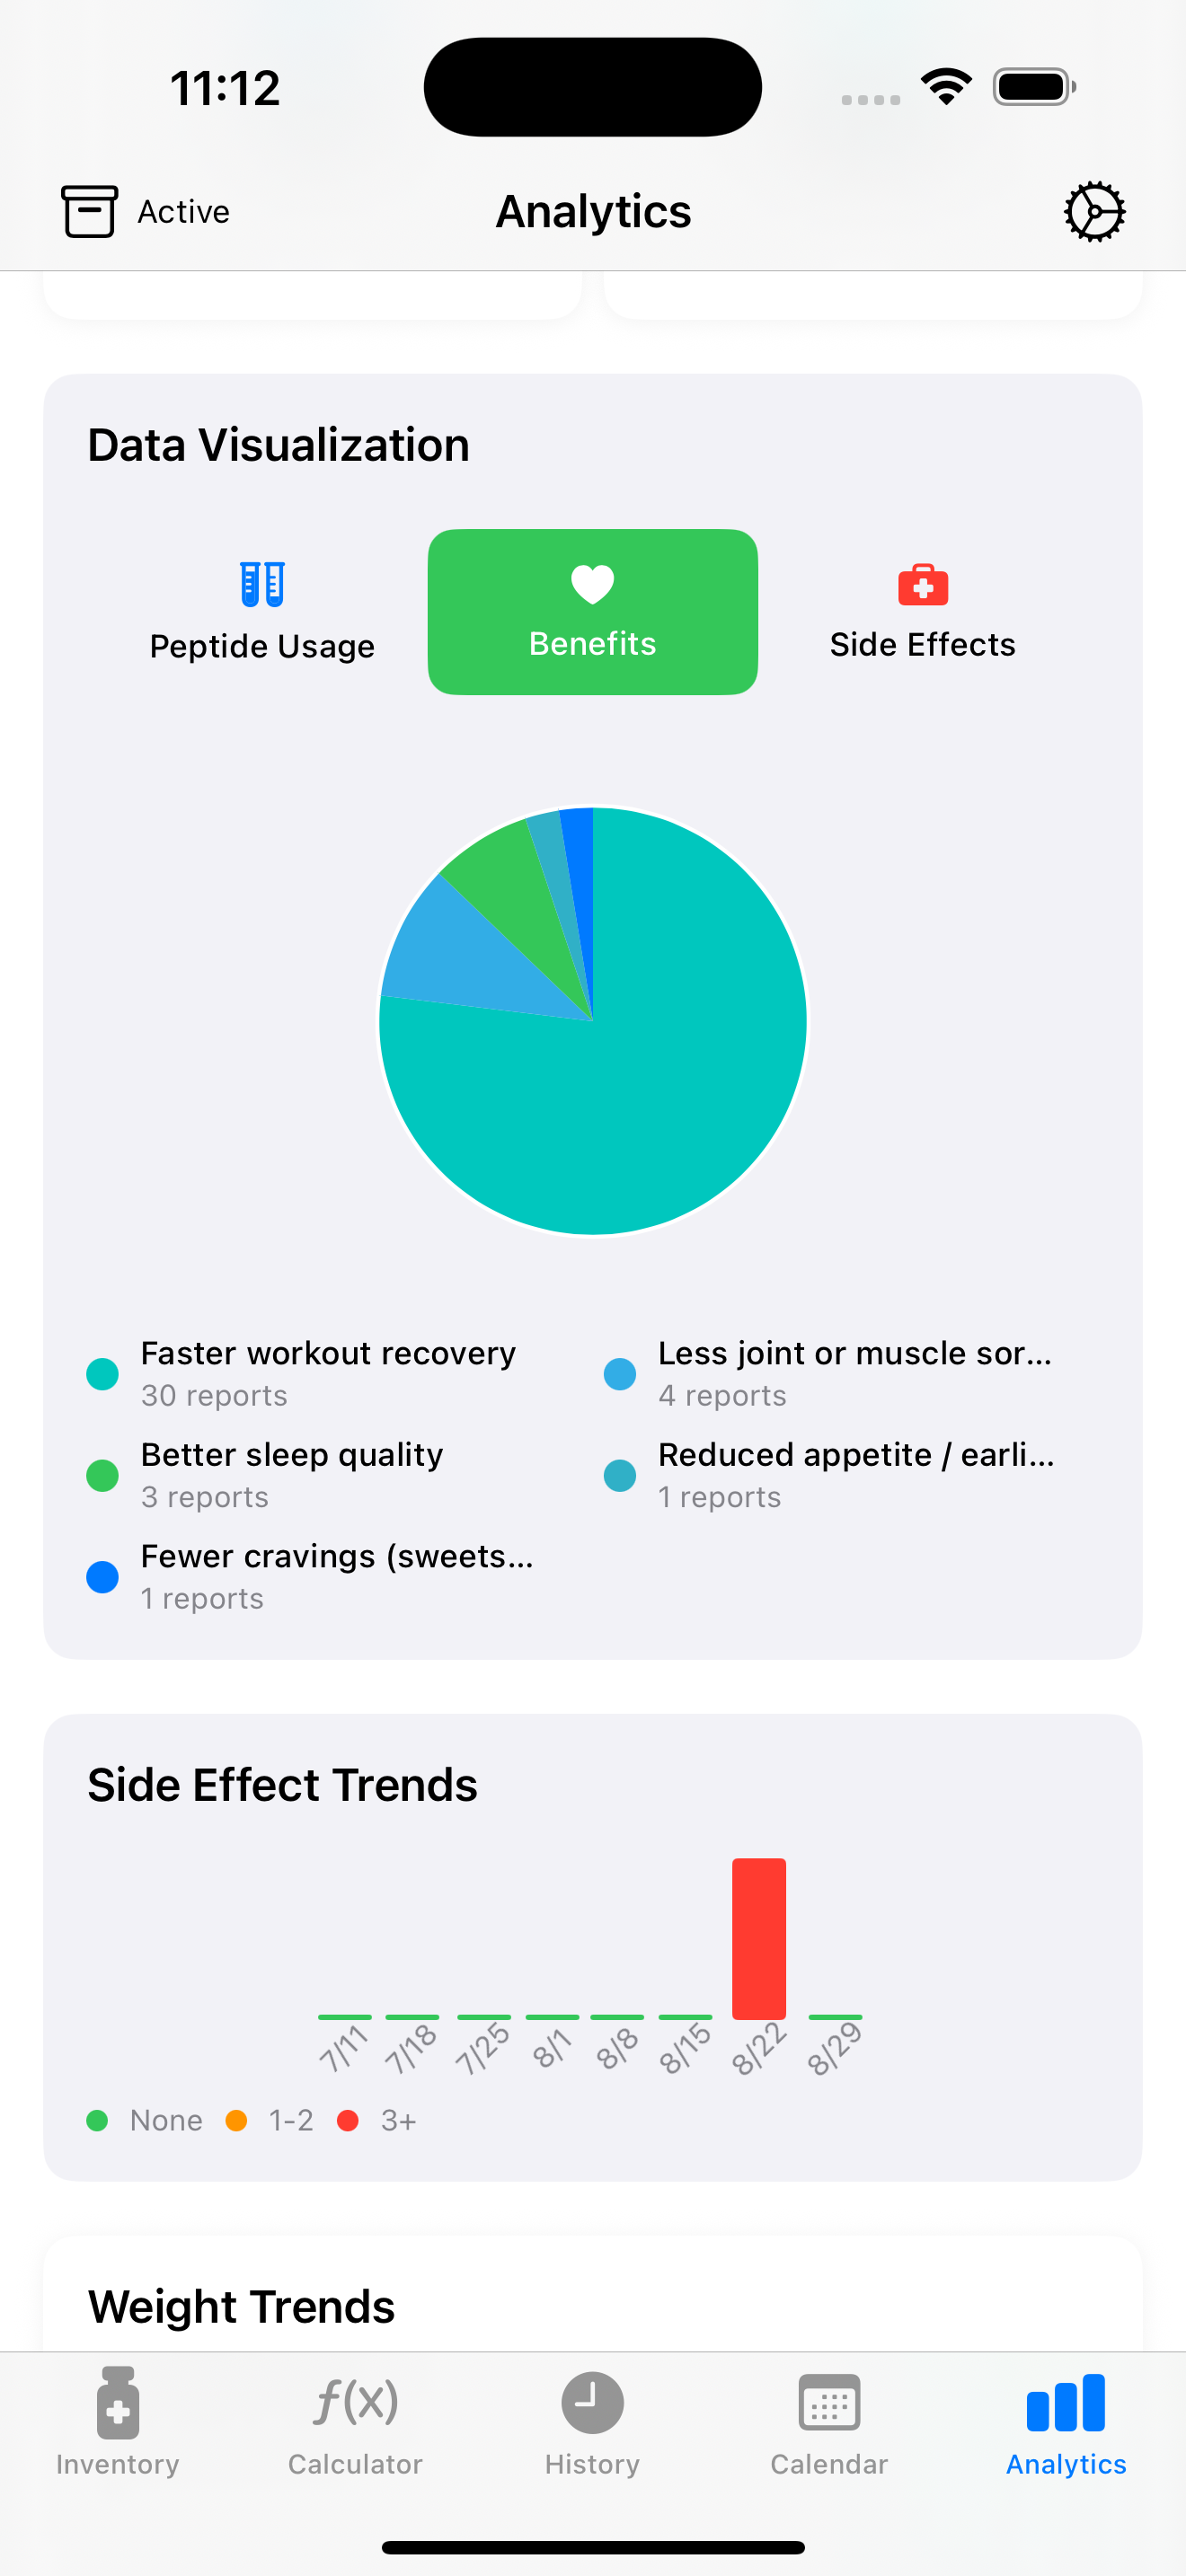 11:12
Active
Analytics
Data Visualization
Peptide Usage
Benefits
Side Effects
Faster workout recovery
30 reports
Less joint or muscle sor...
4 reports
Better sleep quality
3 reports
Reduced appetite / earli...
1 reports
Fewer cravings (sweets...
1 reports
Side Effect Trends
7/11
7/18
7/25
8/1
8/8
8/15
8/22
8/29
None
1-2
3+
Weight Trends
f(x)
Inventory
Calculator
History
Calendar
Analytics